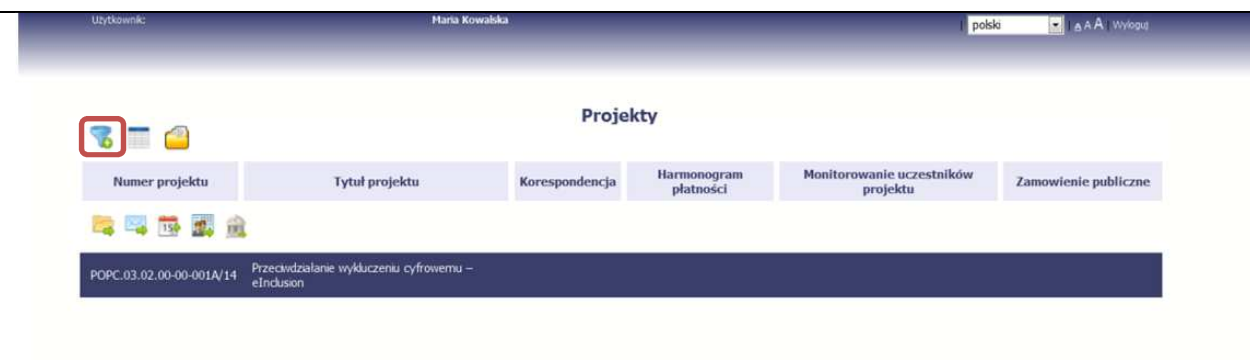 Użytkownik: Maria Kowalska | polski | A A A | Wyloguj
Projekty
Numer projektu Tytuł projektu Korespondencja Harmonogram płatności Monitorowanie uczestników projektu Zamowienie publiczne
POPC.03.02.00-00-001A/14 Przeciwdziałanie wykluczeniu cyfrowemu –
eInclusion